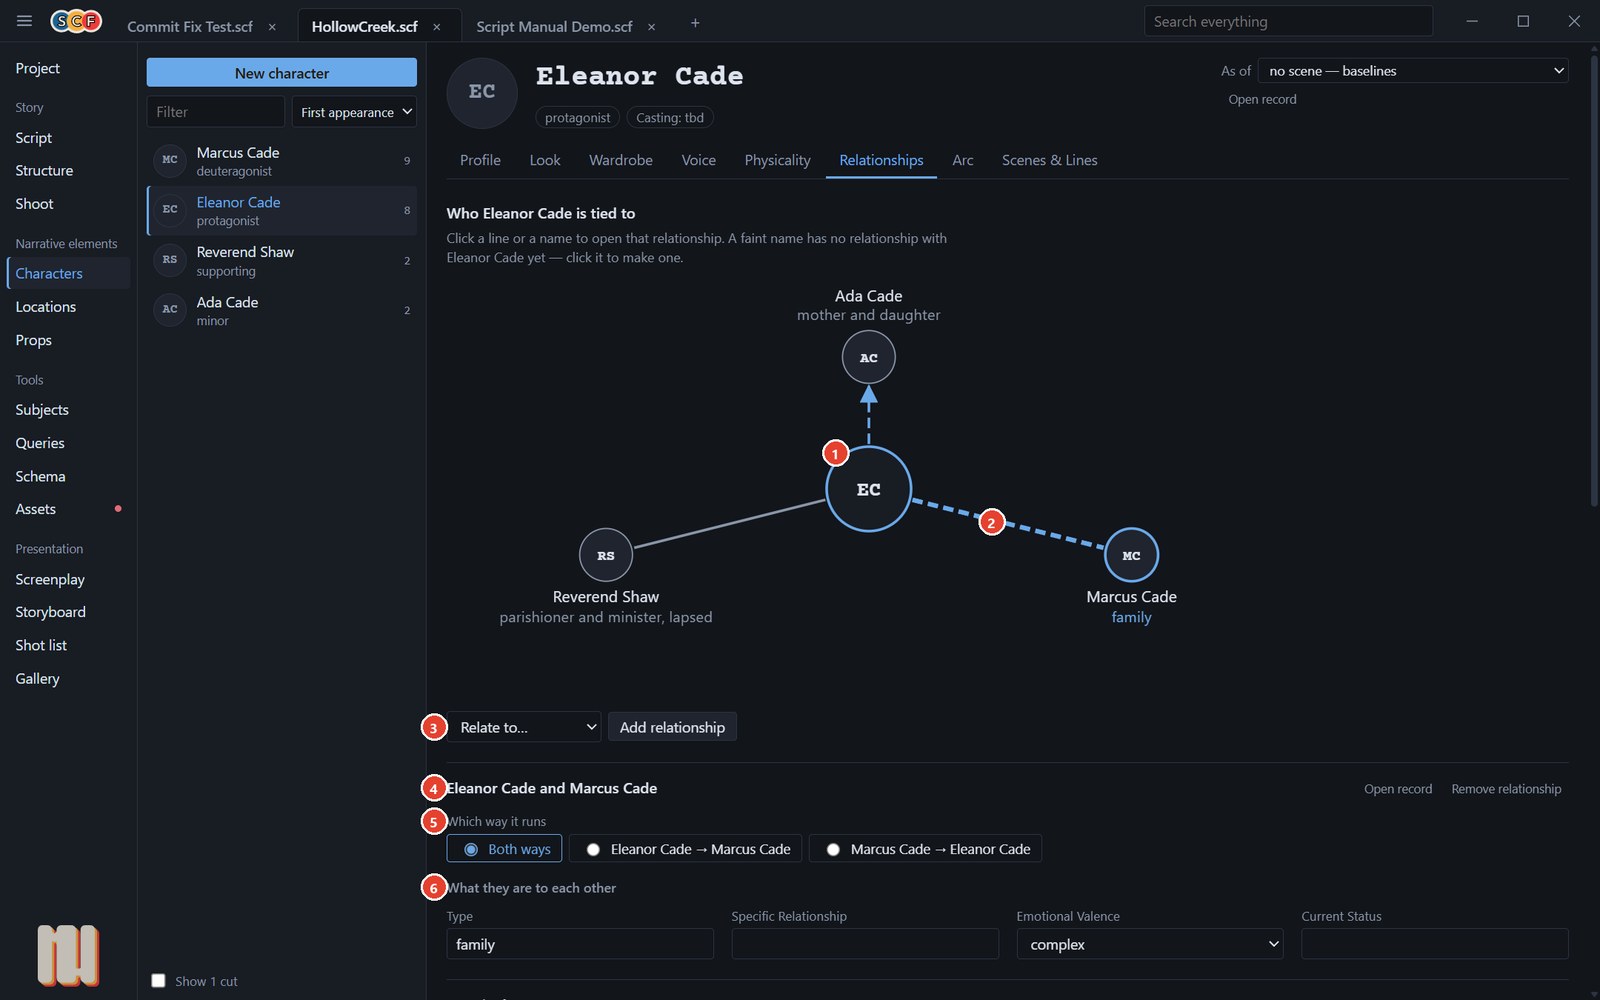 SCF
Commit Fix Test.scf ×
HollowCreek.scf ×
Script Manual Demo.scf ×
+
Search everything
Project
Story
Script
Structure
Shoot
Narrative elements
Characters
Locations
Props
Tools
Subjects
Queries
Schema
Assets
Presentation
Screenplay
Storyboard
Shot list
Gallery
New character
Filter
First appearance
MC
Marcus Cade
deuteragonist
9
EC
Eleanor Cade
protagonist
8
RS
Reverend Shaw
supporting
2
AC
Ada Cade
minor
2
Show 1 cut
EC
Eleanor Cade
protagonist
Casting: tbd
As of
no scene — baselines
Open record
Profile
Look
Wardrobe
Voice
Physicality
Relationships
Arc
Scenes & Lines
Who Eleanor Cade is tied to
Click a line or a name to open that relationship. A faint name has no relationship with
Eleanor Cade yet — click it to make one.
Ada Cade
mother and daughter
AC
1
EC
2
RS
MC
Reverend Shaw
parishioner and minister, lapsed
Marcus Cade
family
3
Relate to...
Add relationship
4
Eleanor Cade and Marcus Cade
Open record
Remove relationship
5
Which way it runs
Both ways
Eleanor Cade → Marcus Cade
Marcus Cade → Eleanor Cade
6
What they are to each other
Type
Specific Relationship
Emotional Valence
Current Status
family
complex